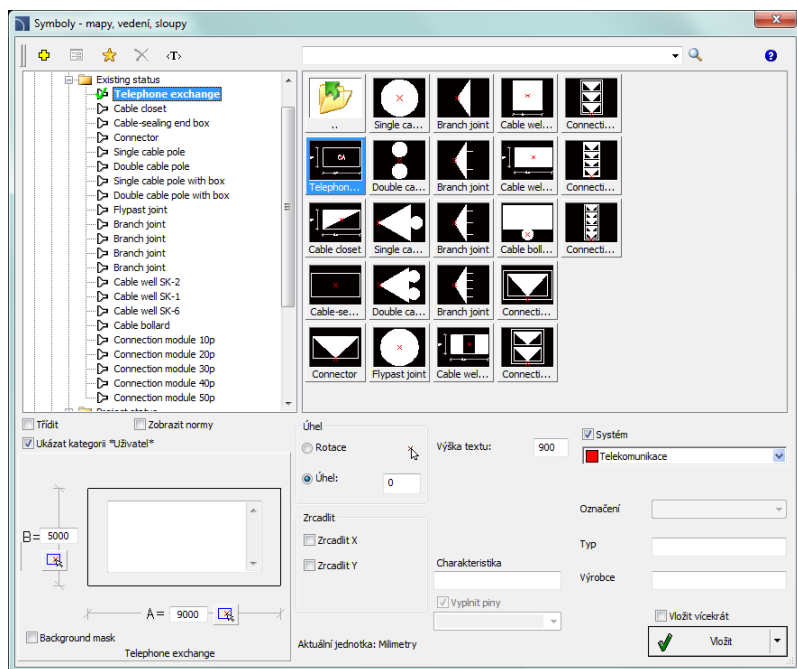 Symboly - mapy, vedení, sloupy
‹T›
Existing status
Telephone exchange
Cable closet
Cable-sealing end box
Connector
Single cable pole
Double cable pole
Single cable pole with box
Double cable pole with box
Flypast joint
Branch joint
Branch joint
Branch joint
Branch joint
Cable well SK-2
Cable well SK-1
Cable well SK-6
Cable bollard
Connection module 10p
Connection module 20p
Connection module 30p
Connection module 40p
Connection module 50p
..
Single ca...
Branch joint
Cable wel...
Connecti...
CA
Telephon...
Double ca...
Branch joint
Cable wel...
Connecti...
Cable closet
Single ca...
Branch joint
Cable boll...
Connecti...
Cable-se...
Double ca...
Branch joint
Connecti...
Connector
Flypast joint
Cable wel...
Connecti...
Třídit
Zobrazit normy
Ukázat kategorii *Uživatel*
B= 5000
A= 9000
Background mask
Telephone exchange
Úhel
Rotace
Úhel:
0
Zrcadlit
Zrcadlit X
Zrcadlit Y
Aktuální jednotka: Milimetry
Výška textu:
900
Charakteristika
Vyplnit piny
Systém
Telekomunikace
Označení
Typ
Výrobce
Vložit vícekrát
Vložit